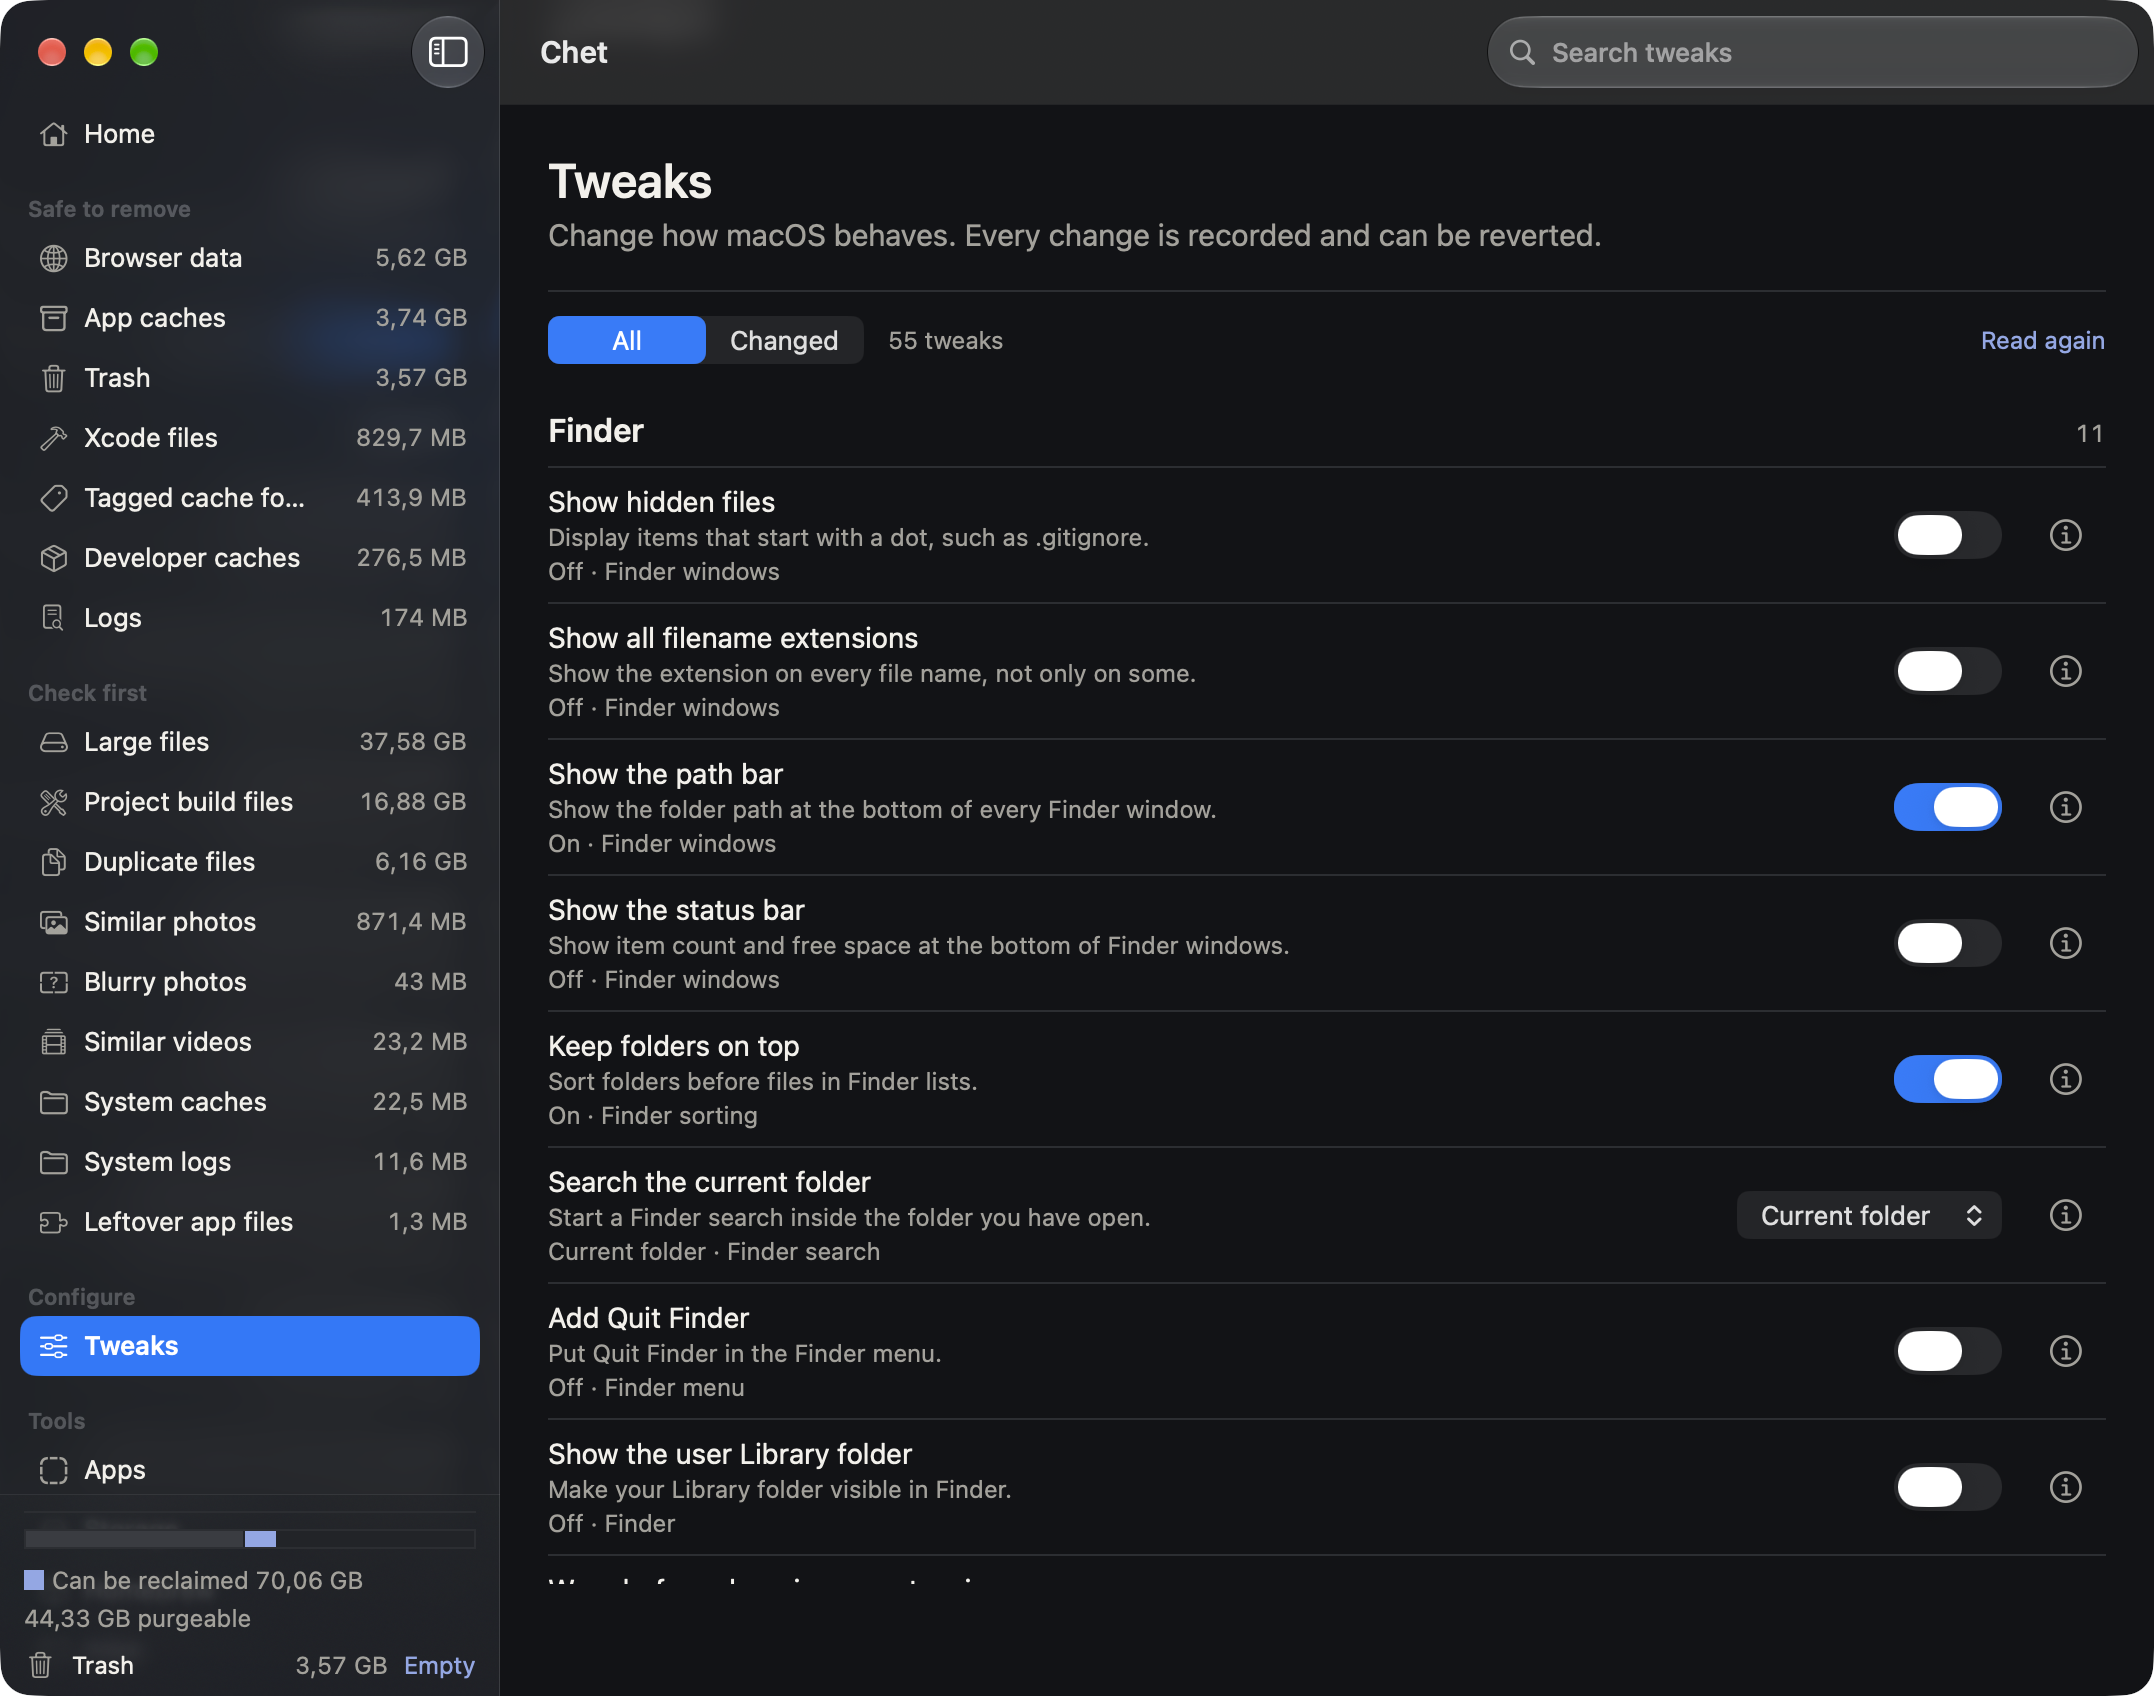 Chet
Search tweaks
Home
Safe to remove
Browser data 5,62 GB
App caches 3,74 GB
Trash 3,57 GB
Xcode files 829,7 MB
Tagged cache fo... 413,9 MB
Developer caches 276,5 MB
Logs 174 MB
Check first
Large files 37,58 GB
Project build files 16,88 GB
Duplicate files 6,16 GB
Similar photos 871,4 MB
Blurry photos 43 MB
Similar videos 23,2 MB
System caches 22,5 MB
System logs 11,6 MB
Leftover app files 1,3 MB
Configure
Tweaks
Tools
Apps
Can be reclaimed 70,06 GB
44,33 GB purgeable
Trash 3,57 GB Empty
Tweaks
Change how macOS behaves. Every change is recorded and can be reverted.
All Changed 55 tweaks Read again
Finder 11
Show hidden files
Display items that start with a dot, such as .gitignore.
Off · Finder windows
Show all filename extensions
Show the extension on every file name, not only on some.
Off · Finder windows
Show the path bar
Show the folder path at the bottom of every Finder window.
On · Finder windows
Show the status bar
Show item count and free space at the bottom of Finder windows.
Off · Finder windows
Keep folders on top
Sort folders before files in Finder lists.
On · Finder sorting
Search the current folder
Start a Finder search inside the folder you have open.
Current folder · Finder search
Current folder
Add Quit Finder
Put Quit Finder in the Finder menu.
Off · Finder menu
Show the user Library folder
Make your Library folder visible in Finder.
Off · Finder